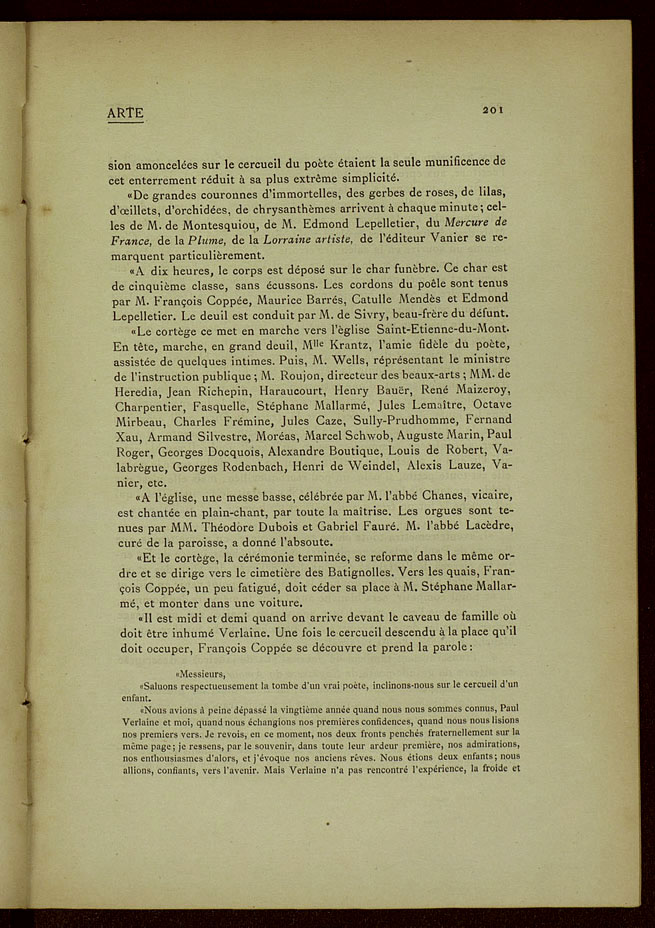 ARTE 201
sion amoncelées sur le cercueil du poète étaient la seule munificence de
cet enterrement réduit à sa plus extrême simplicité.
«De grandes couronnes d'immortelles, des gerbes de roses, de lilas,
d'œillets, d'orchidées, de chrysanthèmes arrivent à chaque minute; cel-
les de M. de Montesquiou, de M. Edmond Lepelletier, du Mercure de
France, de la Plume, de la Lorraine artiste, de l'éditeur Vanier se re-
marquent particulièrement.
«A dix heures, le corps est déposé sur le char funèbre. Ce char est
de cinquième classe, sans écussons. Les cordons du poêle sont tenus
par M. François Coppée, Maurice Barrés, Catulle Mendès et Edmond
Lepelletier. Le deuil est conduit par M. de Sivry, beau-frère du défunt.
«Le cortège ce met en marche vers l'èglise Saint-Etienne-du-Mont.
En tête, marche, en grand deuil, Mlle Krantz, l'amie fidèle du poète,
assistée de quelques intimes. Puis, M. Wells, réprésentant le ministre
de l'instruction publique; M. Roujon, directeur des beaux-arts; MM. de
Heredia, Jean Richepin, Haraucourt, Henry Bauër, René Maizeroy,
Charpentier, Fasquelle, Stéphane Mallarmé, Jules Lemaître, Octave
Mirbeau, Charles Frémine, Jules Caze, Sully-Prudhomme, Fernand
Xau, Armand Silvestre, Moréas, Marcel Schwob, Auguste Marin, Paul
Roger, Georges Docquois, Alexandre Boutique, Louis de Robert, Va-
labrègue, Georges Rodenbach, Henri de Weindel, Alexis Lauze, Va-
nier, etc.
«A l'église, une messe basse, célébrée par M. l'abbé Chanes, vicaire,
est chantée en plain-chant, par toute la maîtrise. Les orgues sont te-
nues par MM. Théodore Dubois et Gabriel Fauré. M. l'abbé Lacèdre,
curé de la paroisse, a donné l'absoute.
«Et le cortège, la cérémonie terminée, se reforme dans le même or-
dre et se dirige vers le cimetière des Batignolles. Vers les quais, Fran-
çois Coppée, un peu fatigué, doit céder sa place à M. Stéphane Mallar-
mé, et monter dans une voiture.
«Il est midi et demi quand on arrive devant le caveau de famille où
doit être inhumé Verlaine. Une fois le cercueil descendu à la place qu'il
doit occuper, François Coppée se découvre et prend la parole:
«Messieurs,
«Saluons respectueusement la tombe d'un vrai poète, inclinons-nous sur le cercueil d'un
enfant.
«Nous avions á peine dépassé la vingtième année quand nous nous sommes connus, Paul
Verlaine et moi, quand nous échangions nos premières confidences, quand nous nous lisions
nos premiers vers. Je revois, en ce moment, nos deux fronts penchés fraternellement sur la
même page; je ressens, par le souvenir, dans toute leur ardeur première, nos admirations,
nos enthousiasmes d'alors, et j'évoque nos anciens rêves. Nous étions deux enfants; nous
allions, confiants, vers l'avenir. Mais Verlaine n'a pas rencontré l'expérience, la froide et